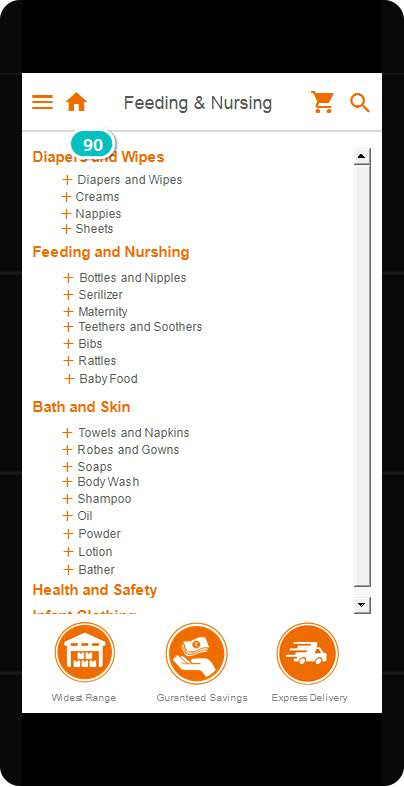 Feeding & Nursing
90
Diapers and Wipes
Diapers and Wipes
Creams
Nappies
Sheets
Feeding and Nurshing
Bottles and Nipples
Serilizer
Maternity
Teethers and Soothers
Bibs
Rattles
Baby Food
Bath and Skin
Towels and Napkins
Robes and Gowns
Soaps
Body Wash
Shampoo
Oil
Powder
Lotion
Bather
Health and Safety
Infant Clothing
Widest Range
Guranteed Savings
Express Delivery